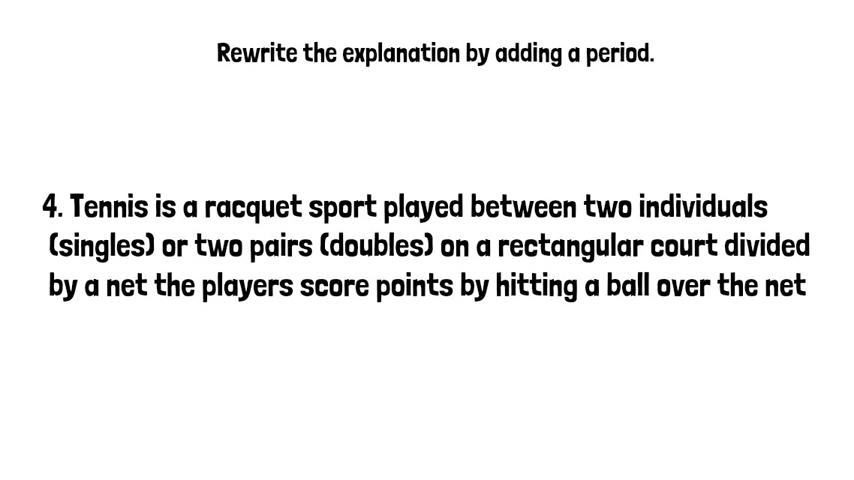 Rewrite the explanation by adding a period.
4. Tennis is a racquet sport played between two individuals
(singles) or two pairs (doubles) on a rectangular court divided
by a net the players score points by hitting a ball over the net